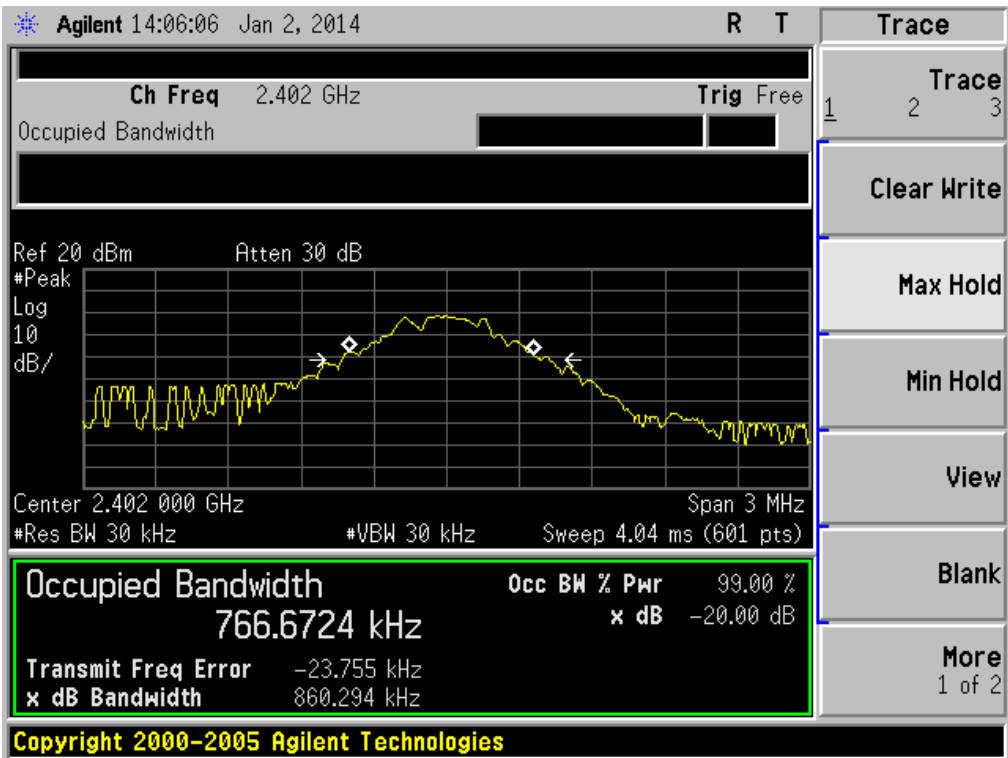 Agilent 14:06:06 Jan 2, 2014 R T
Trace
Ch Freq 2.402 GHz Trig Free
Occupied Bandwidth
Ref 20 dBm Atten 30 dB
#Peak
Log
10
dB/
Center 2.402 000 GHz Span 3 MHz
#Res BW 30 kHz #VBW 30 kHz Sweep 4.04 ms (601 pts)
Occupied Bandwidth
766.6724 kHz
Occ BW % Pwr 99.00 %
x dB -20.00 dB
Transmit Freq Error -23.755 kHz
x dB Bandwidth 860.294 kHz
Trace
1 2 3
Clear Write
Max Hold
Min Hold
View
Blank
More
1 of 2
Copyright 2000-2005 Agilent Technologies